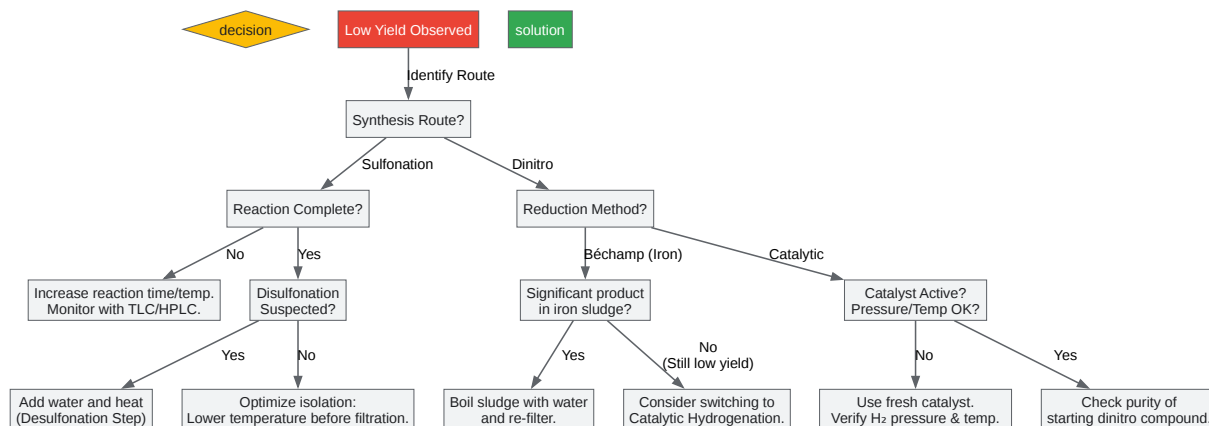 decision
Low Yield Observed
solution
Identify Route
Synthesis Route?
Sulfonation
Dinitro
Reaction Complete?
Reduction Method?
No
Yes
Béchamp (Iron)
Catalytic
Increase reaction time/temp.
Monitor with TLC/HPLC.
Disulfonation
Suspected?
Significant product
in iron sludge?
Catalyst Active?
Pressure/Temp OK?
Yes
No
Yes
No
(Still low yield)
No
Yes
Add water and heat
(Desulfonation Step)
Optimize isolation:
Lower temperature before filtration.
Boil sludge with water
and re-filter.
Consider switching to
Catalytic Hydrogenation.
Use fresh catalyst.
Verify H₂ pressure & temp.
Check purity of
starting dinitro compound.